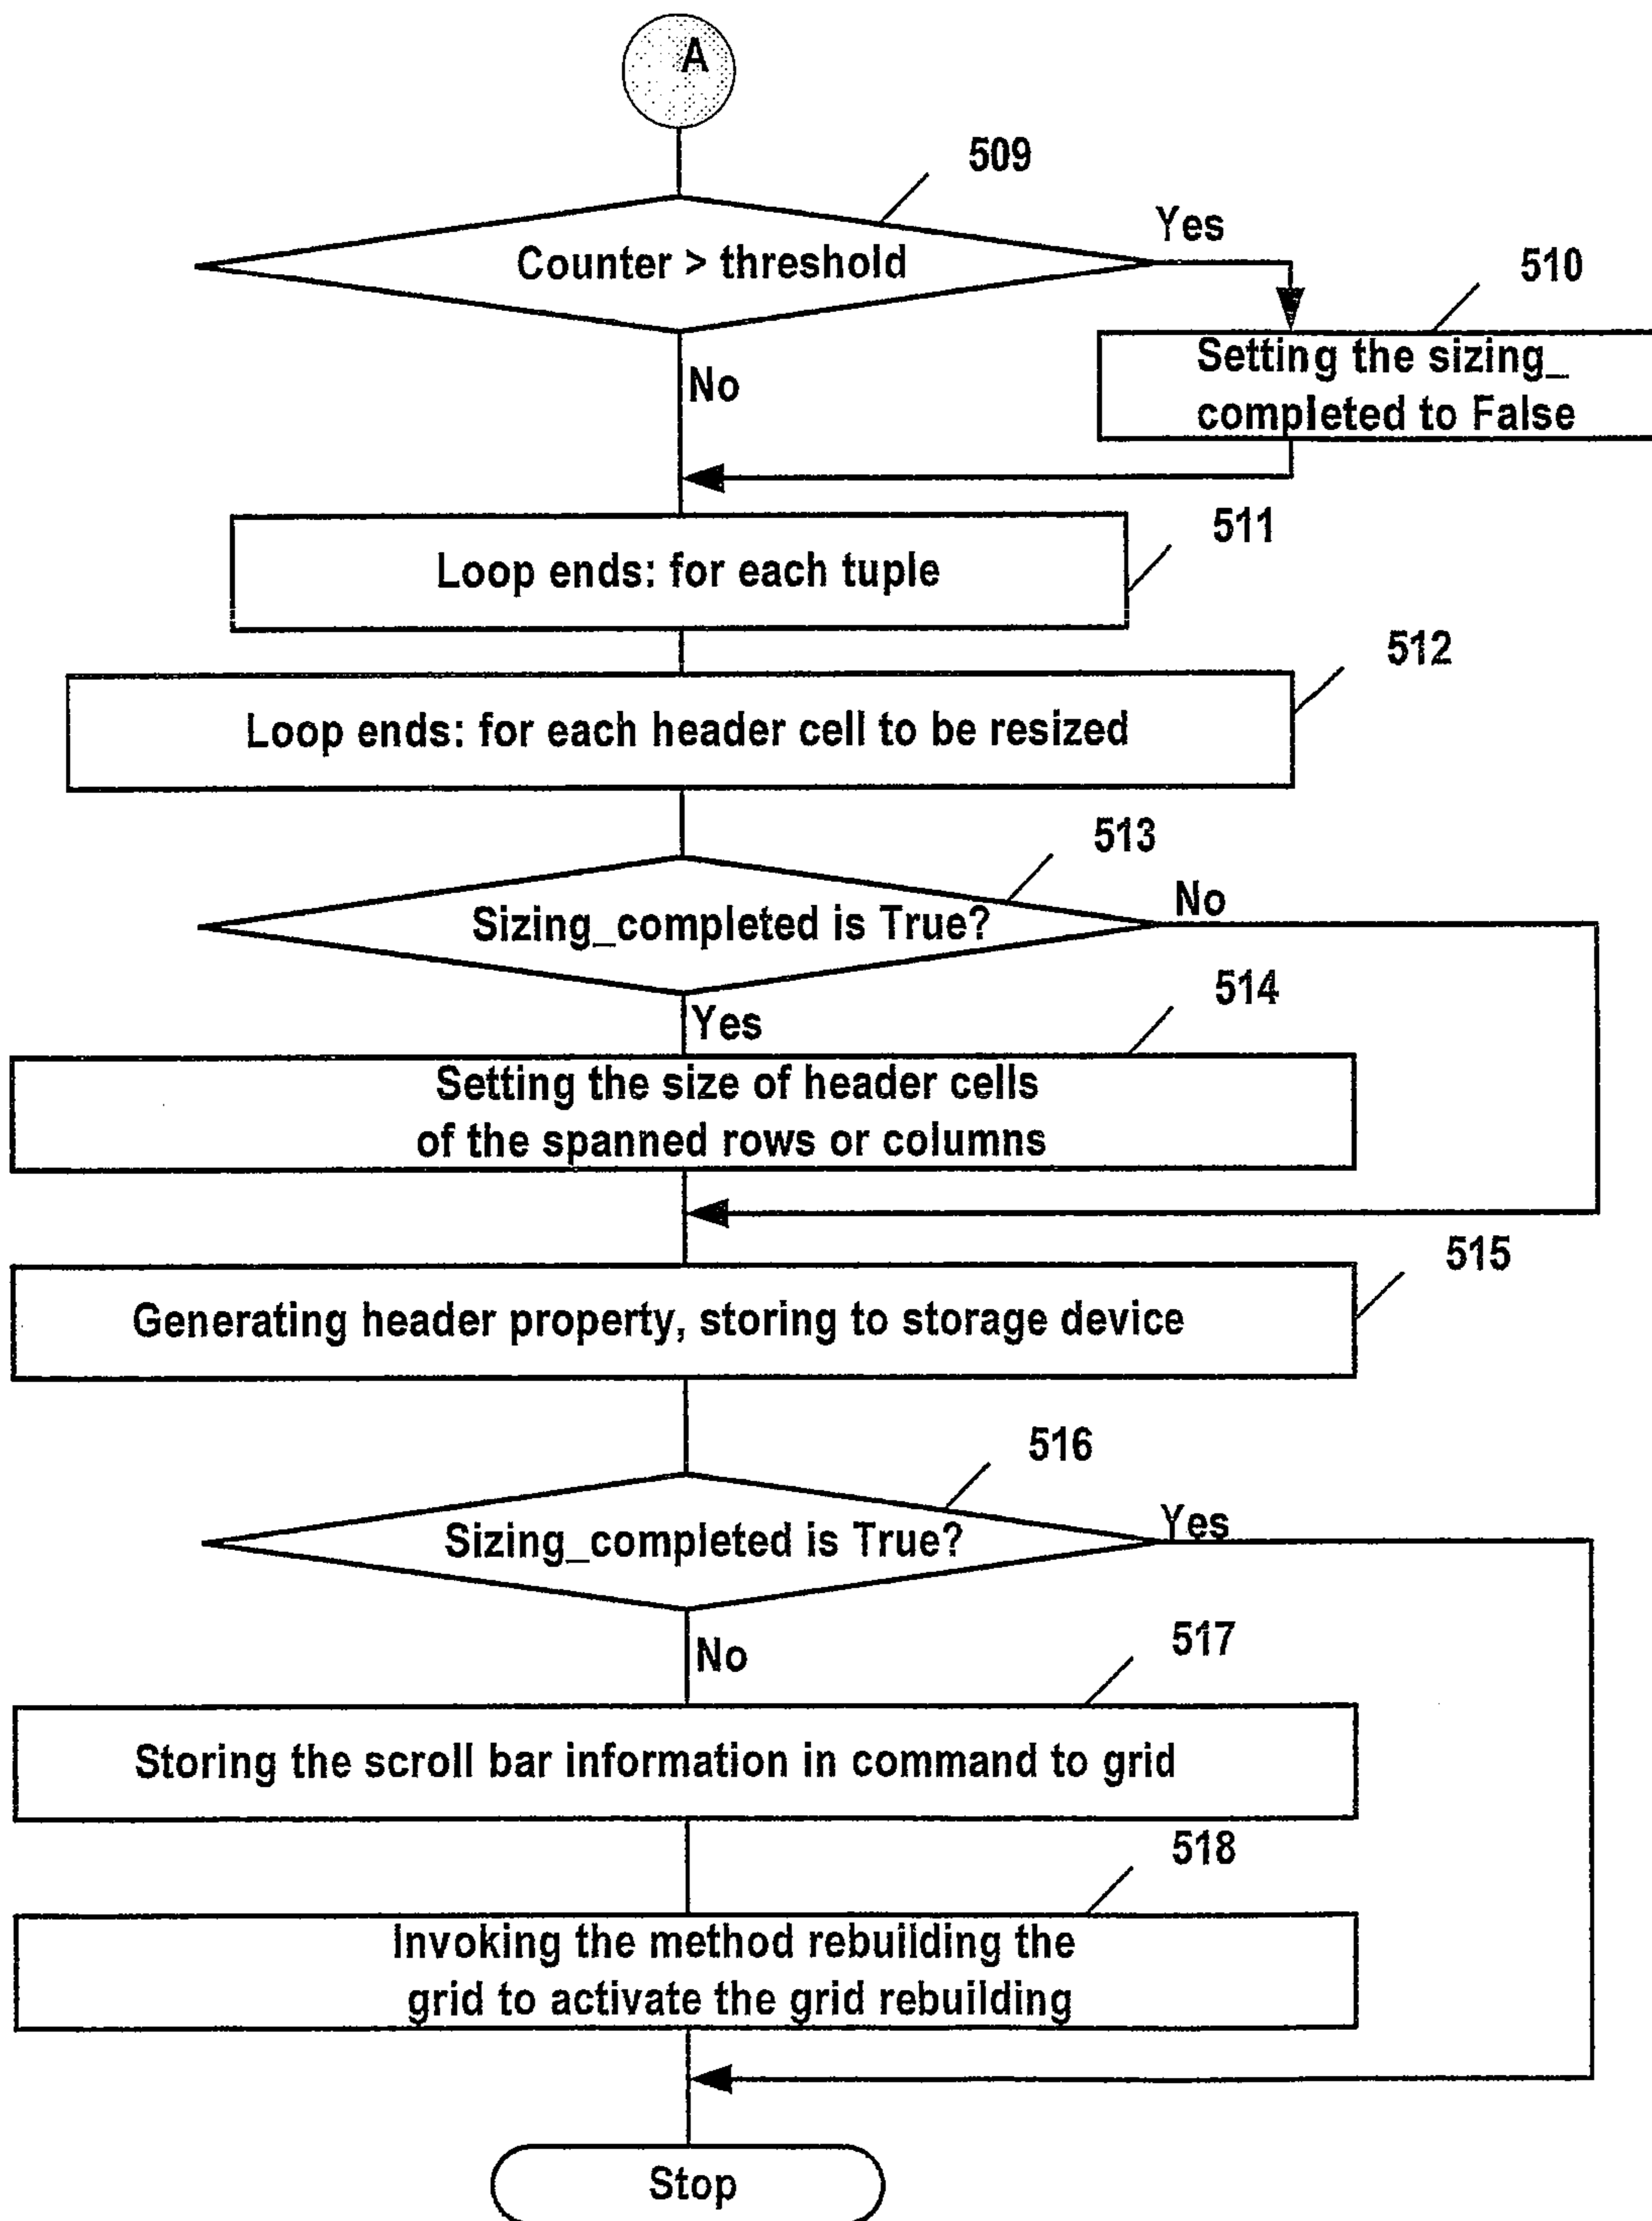 A
509
Counter > threshold
Yes
510
Setting the sizing_
completed to False
No
511
Loop ends: for each tuple
512
Loop ends: for each header cell to be resized
513
Sizing_completed is True?
No
514
Yes
Setting the size of header cells
of the spanned rows or columns
515
Generating header property, storing to storage device
516
Sizing_completed is True?
Yes
517
No
Storing the scroll bar information in command to grid
518
Invoking the method rebuilding the
grid to activate the grid rebuilding
Stop